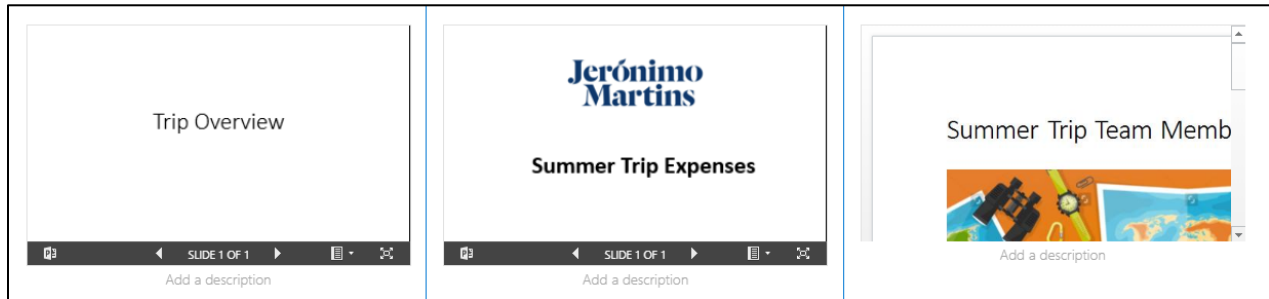 Trip Overview
SLIDE 1 OF 1
Add a description
Jerónimo
Martins
Summer Trip Expenses
SLIDE 1 OF 1
Add a description
Summer Trip Team Memb
Add a description